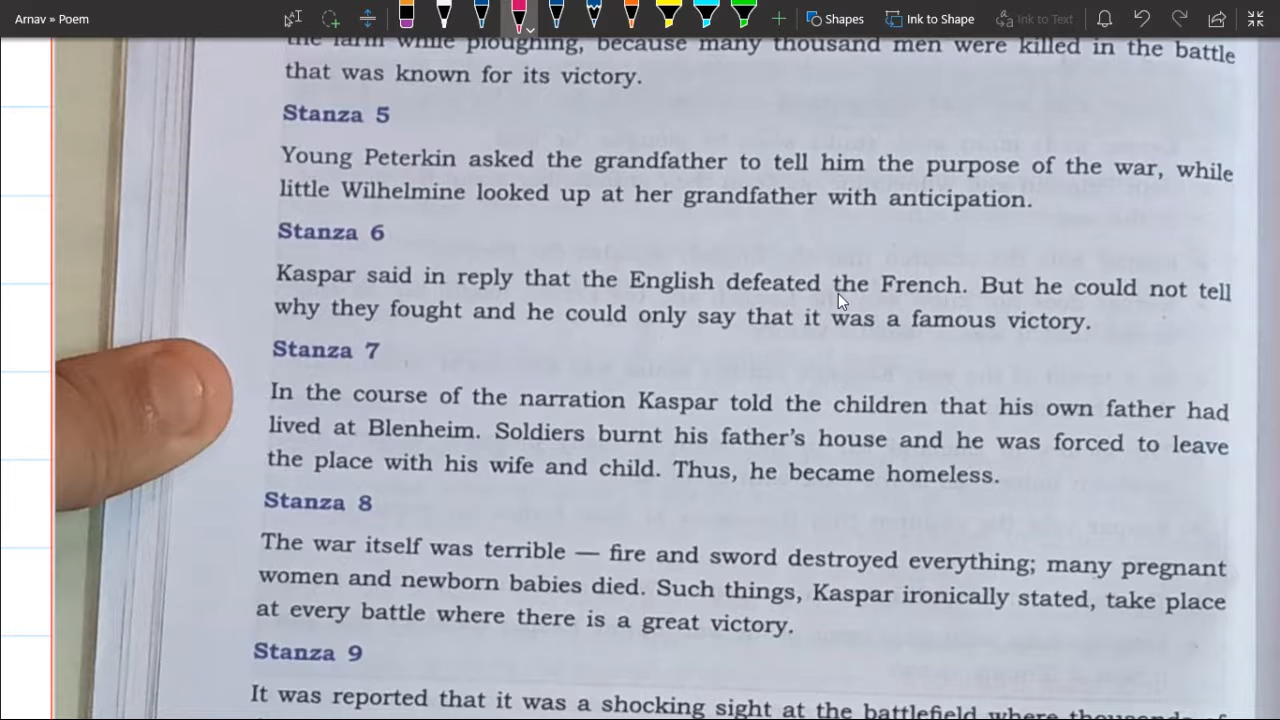 Arnav » Poem
Shapes
Ink to Shape
Ink to Text
the farm while ploughing, because many thousand men were killed in the battle
that was known for its victory.
Stanza 5
Young Peterkin asked the grandfather to tell him the purpose of the war, while
little Wilhelmine looked up at her grandfather with anticipation.
Stanza 6
Kaspar said in reply that the English defeated the French. But he could not tell
why they fought and he could only say that it was a famous victory.
Stanza 7
In the course of the narration Kaspar told the children that his own father had
lived at Blenheim. Soldiers burnt his father's house and he was forced to leave
the place with his wife and child. Thus, he became homeless.
Stanza 8
The war itself was terrible — fire and sword destroyed everything; many pregnant
women and newborn babies died. Such things, Kaspar ironically stated, take place
at every battle where there is a great victory.
Stanza 9
It was reported that it was a shocking sight at the battlefield where thousands of